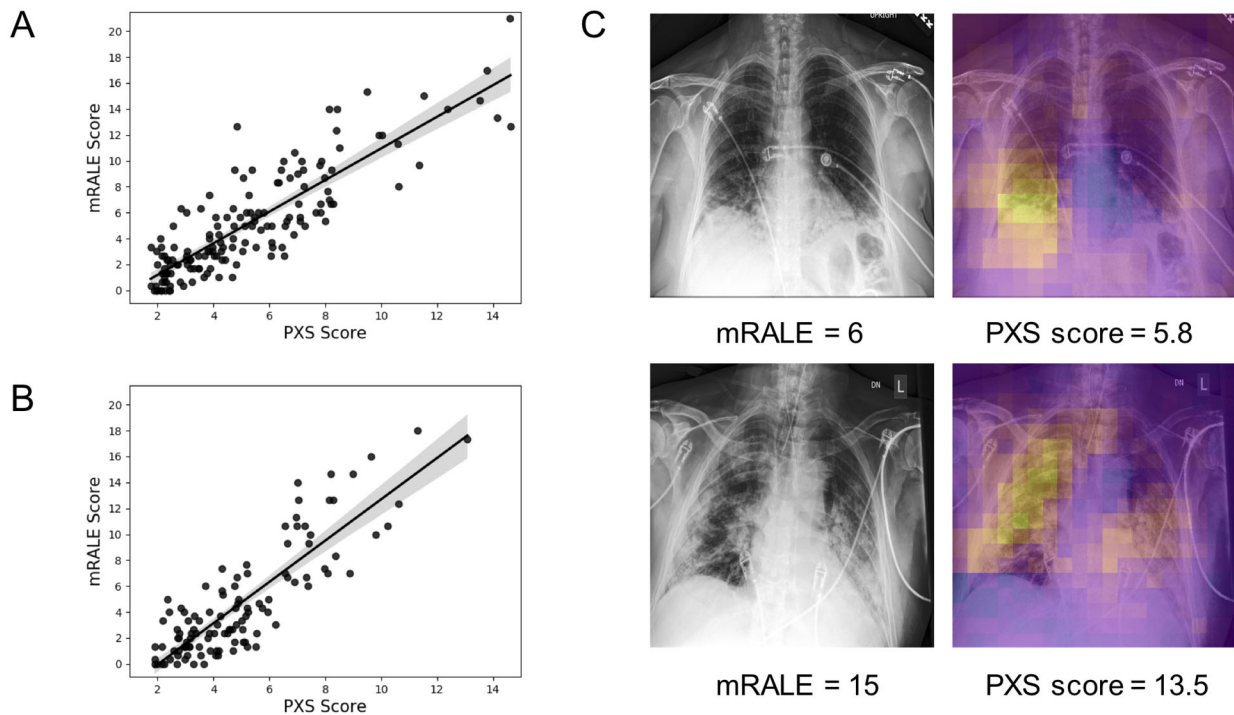 A
mRALE Score
20
18
16
14
12
10
8
6
4
2
0
2 4 6 8 10 12 14
PXS Score
B
mRALE Score
20
18
16
14
12
10
8
6
4
2
0
2 4 6 8 10 12 14
PXS Score
C
UPRIGHT
mRALE = 6
PXS score = 5.8
DN L
DN L
mRALE = 15
PXS score = 13.5